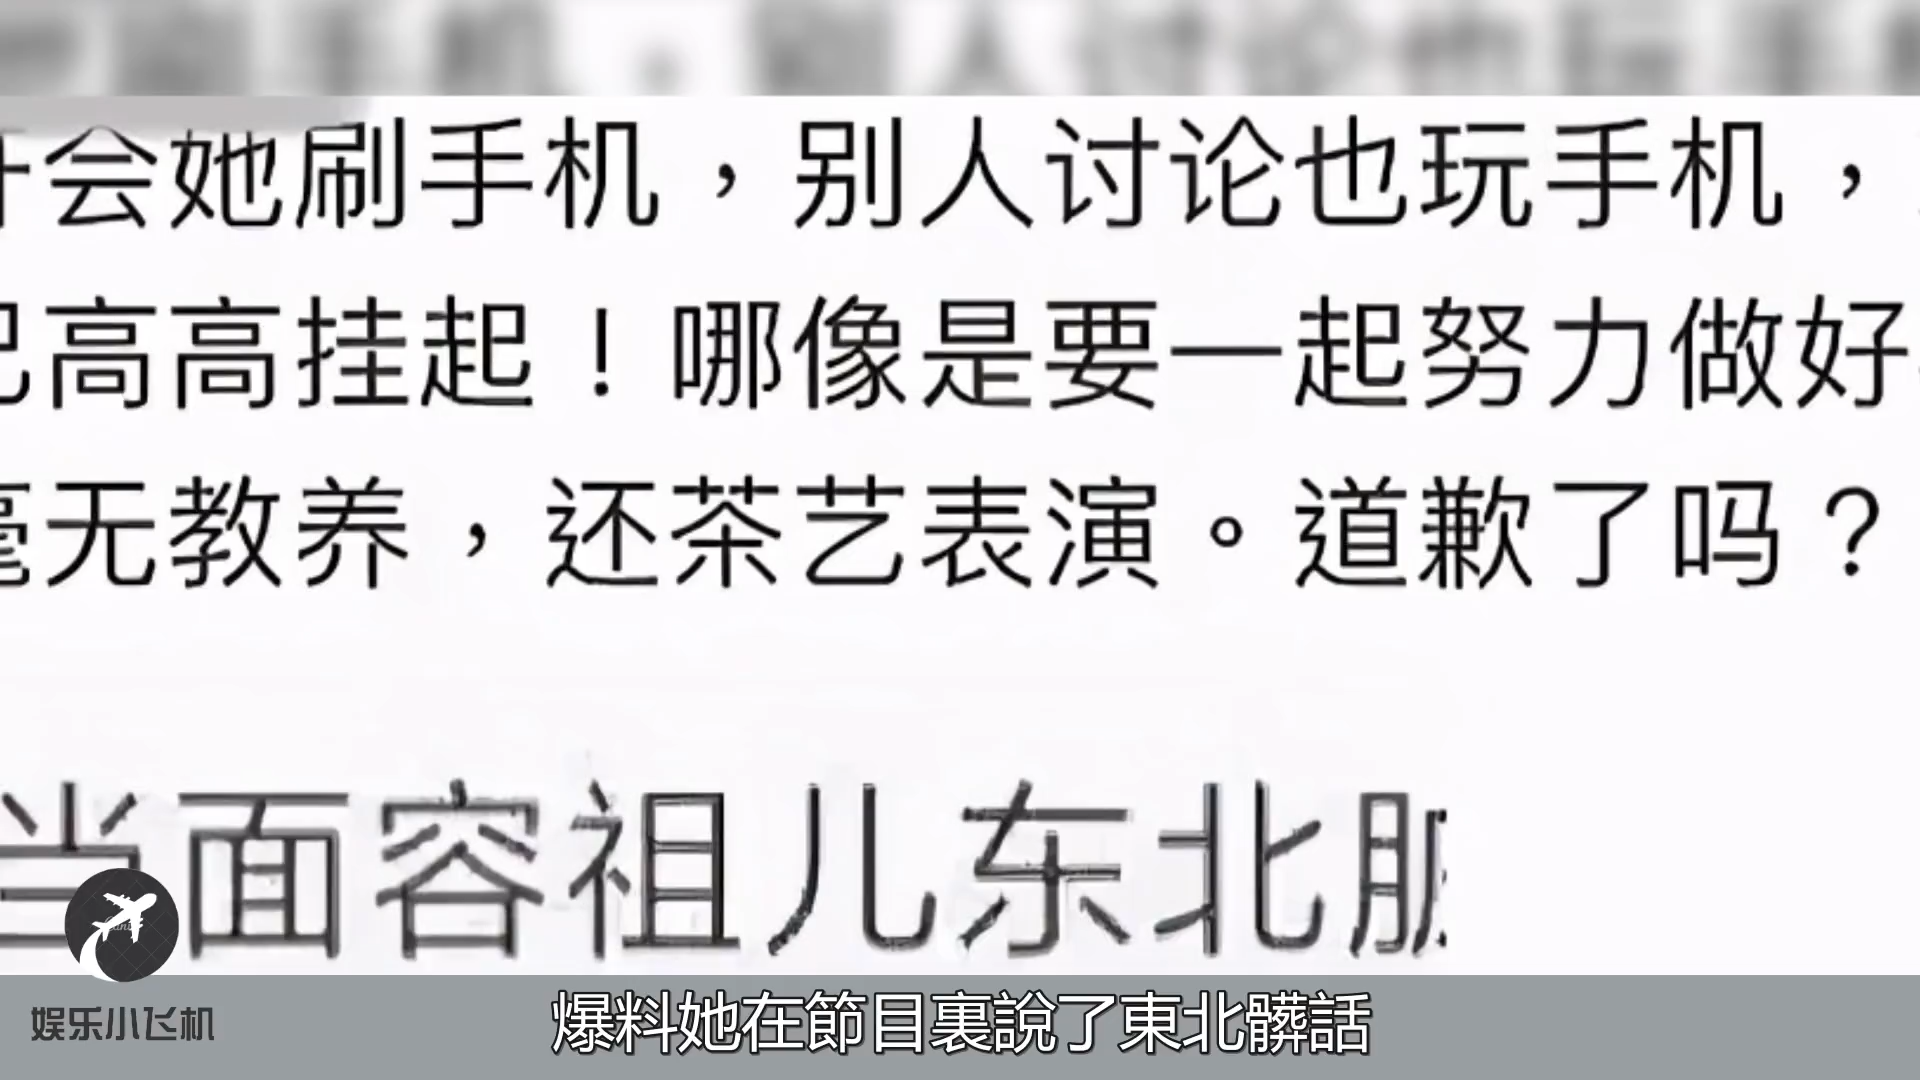 会她刷手机，别人讨论也玩手机，
高高挂起！哪像是要一起努力做好
毫无教养，还茶艺表演。道歉了吗？
当面容祖儿东北
娱乐小飞机
爆料她在節目裏說了東北髒話